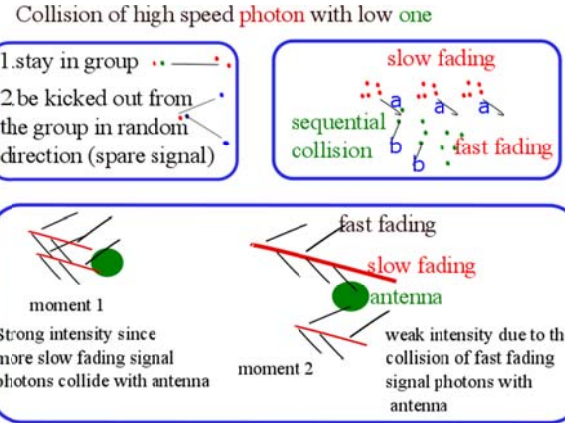 Collision of high speed photon with low one
1.stay in group
2.be kicked out from
the group in random
direction (spare signal)
slow fading
a
a
a
sequential
collision
b
b
fast fading
fast fading
slow fading
antenna
moment 1
Strong intensity since
more slow fading signal
photons collide with antenna
moment 2
weak intensity due to th
collision of fast fading
signal photons with
antenna